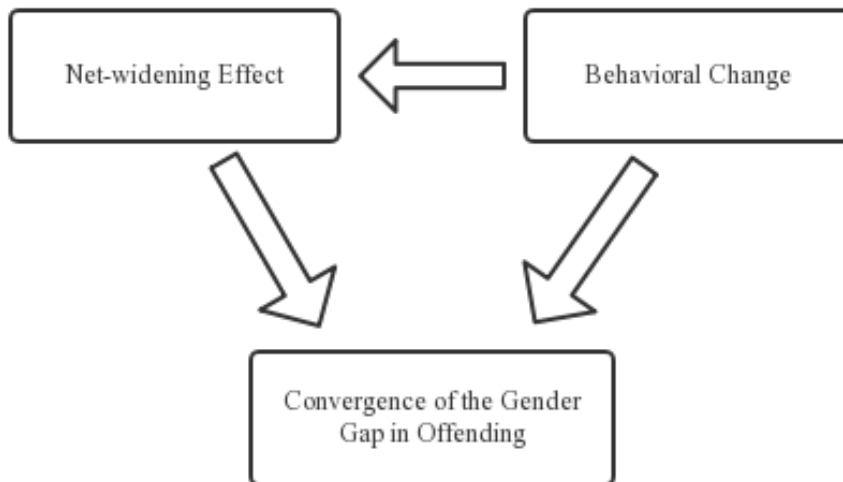 Net-widening Effect
Behavioral Change
Convergence of the Gender
Gap in Offending